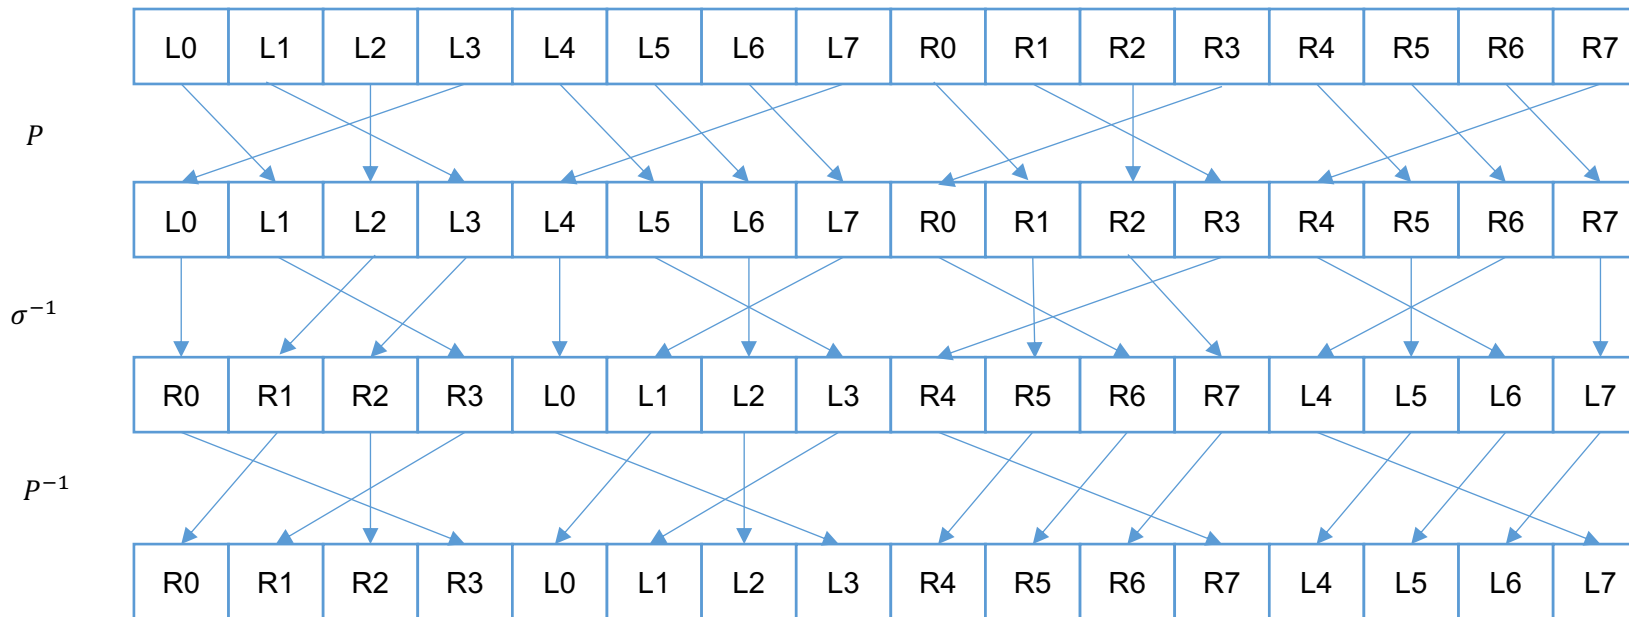 L0 L1 L2 L3 L4 L5 L6 L7 R0 R1 R2 R3 R4 R5 R6 R7
P
L0 L1 L2 L3 L4 L5 L6 L7 R0 R1 R2 R3 R4 R5 R6 R7
σ⁻¹
R0 R1 R2 R3 L0 L1 L2 L3 R4 R5 R6 R7 L4 L5 L6 L7
P⁻¹
R0 R1 R2 R3 L0 L1 L2 L3 R4 R5 R6 R7 L4 L5 L6 L7